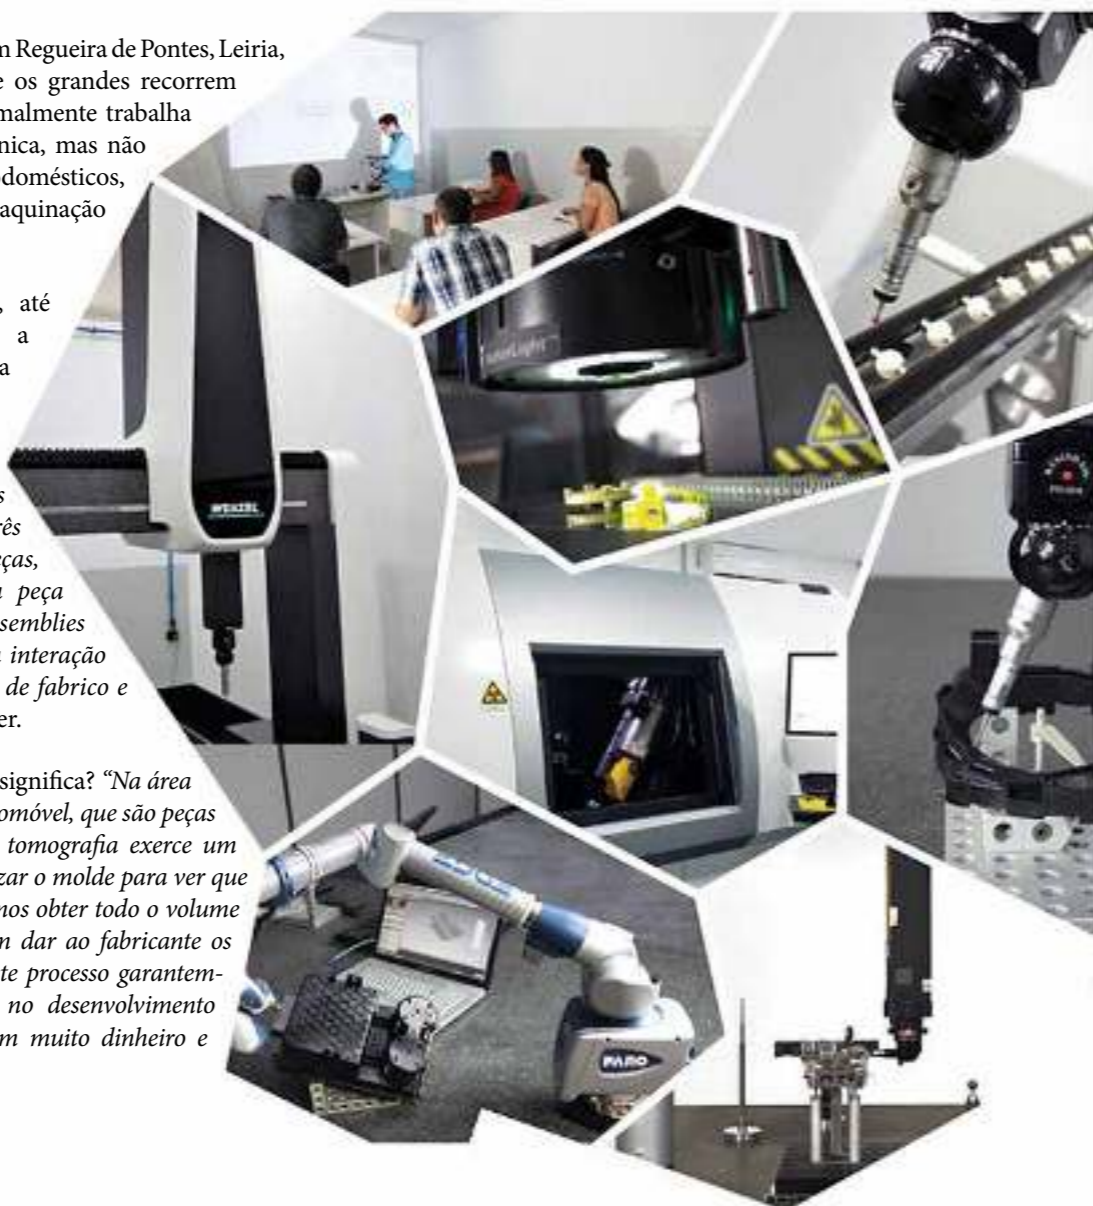 m Regueira de Pontes, Leiria,
e os grandes recorrem
malmente trabalha
nica, mas não
domésticos,
aquinação
, até
a
a
s
rês
eças,
a peça
semblies
a interação
de fabrico e
er.
significa? “Na área
omóvel, que são peças
tomografia exerce um
zar o molde para ver que
nos obter todo o volume
m dar ao fabricante os
te processo garantem-
no desenvolvimento
m muito dinheiro e
WENZEL
FARO